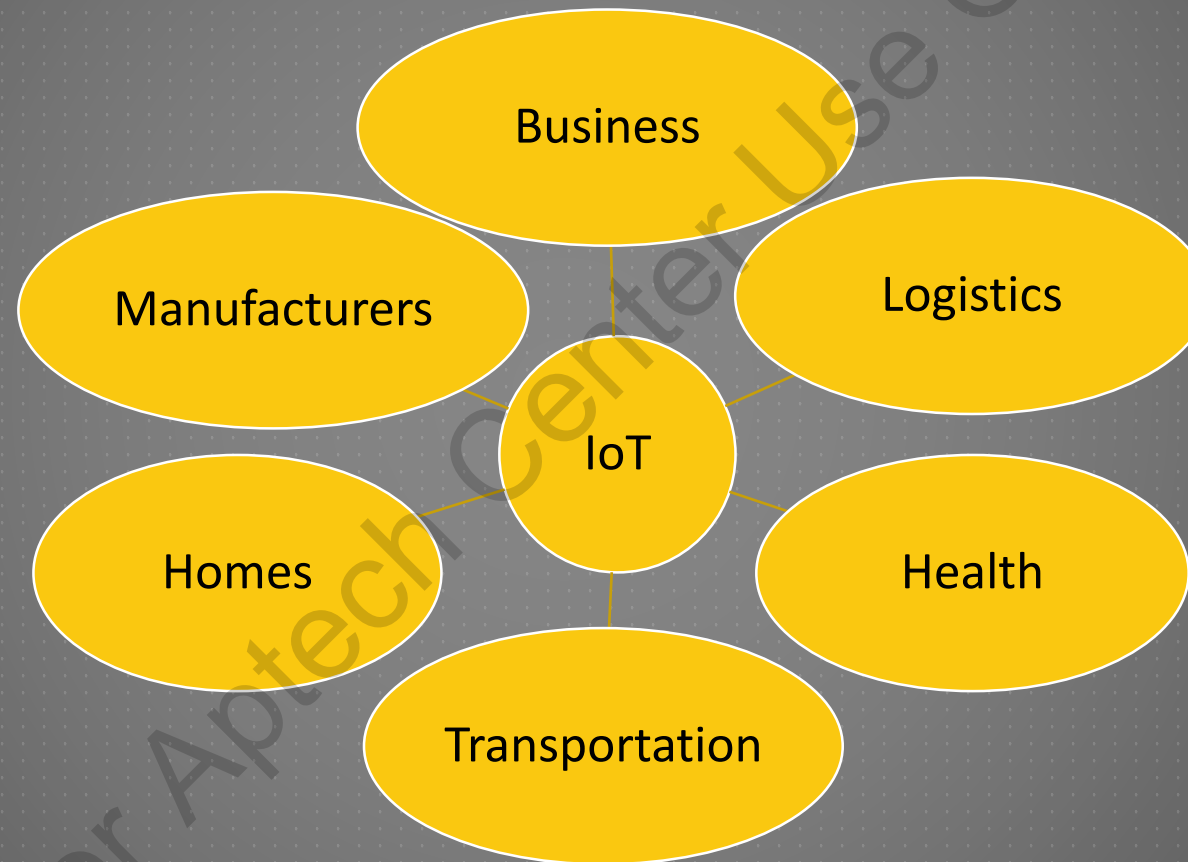 Business
Manufacturers
Logistics
IoT
Homes
Health
Transportation
Aptech Center Use